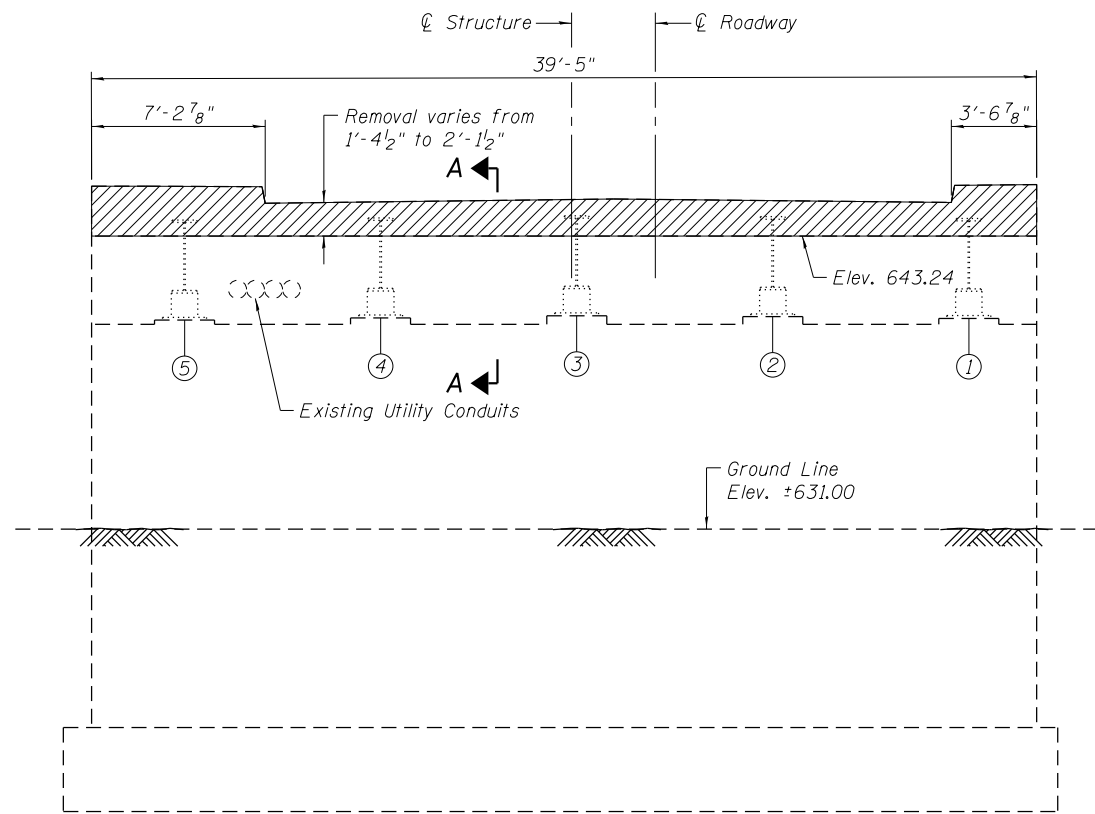 ℄ Structure
℄ Roadway
39'-5"
7'-2 7/8"
3'-6 7/8"
Removal varies from
1'-4 1/2" to 2'-1 1/2"
A
Elev. 643.24
5
4
3
2
1
A
Existing Utility Conduits
Ground Line
Elev. ±631.00